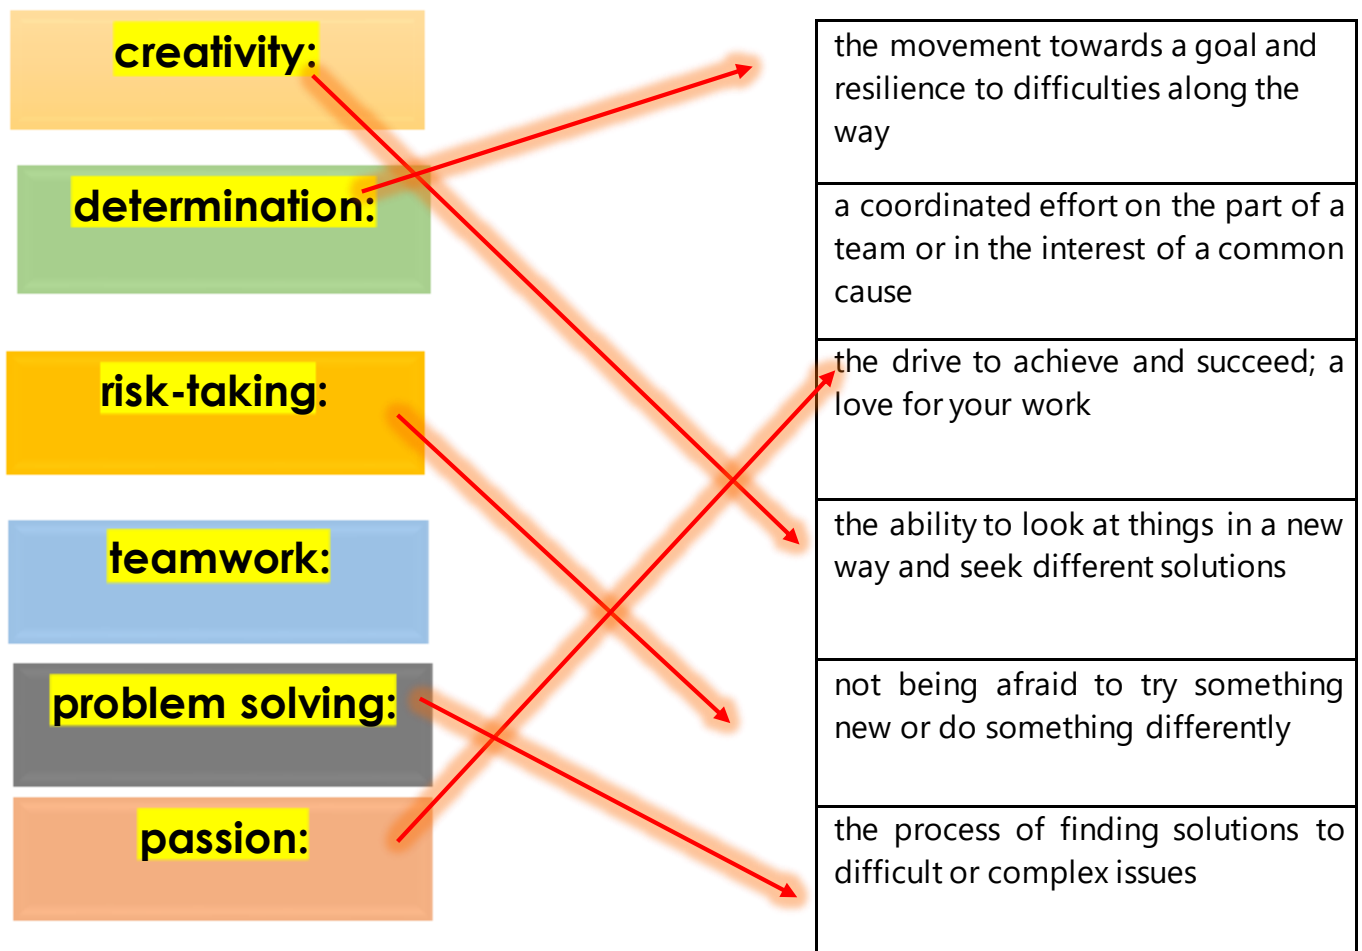 creativity:
determination:
risk-taking:
teamwork:
problem solving:
passion:
the movement towards a goal and
resilience to difficulties along the
way
a coordinated effort on the part of a
team or in the interest of a common
cause
the drive to achieve and succeed; a
love for your work
the ability to look at things in a new
way and seek different solutions
not being afraid to try something
new or do something differently
the process of finding solutions to
difficult or complex issues